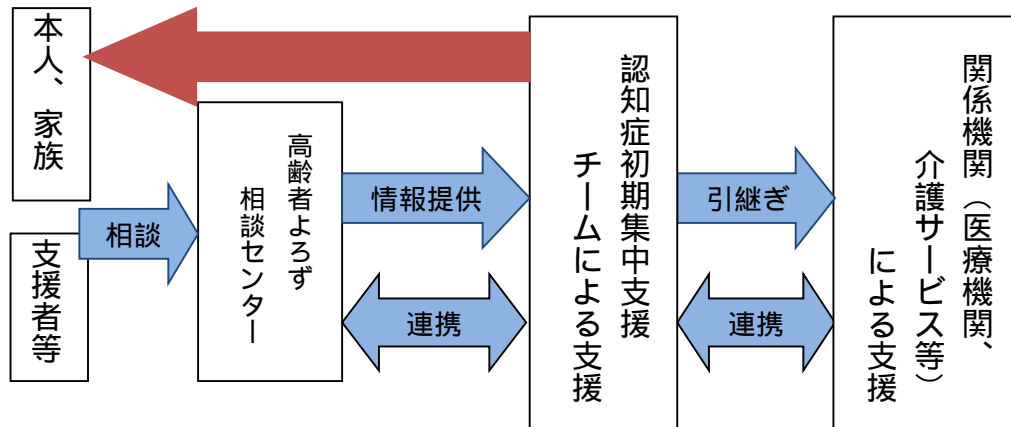 本人、家族
支援者等
相談
高齢者よろず
相談センター
情報提供
連携
認知症初期集中支援
チームによる支援
引継ぎ
連携
関係機関（医療機関、
介護サービス等）
による支援